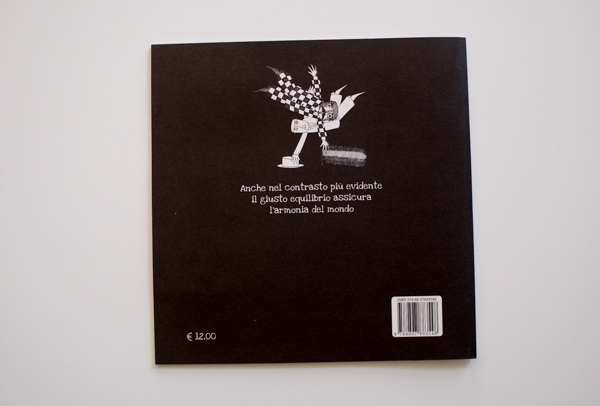 Anche nel contrasto più evidente
il giusto equilibrio assicura
l'armonia del mondo
€ 12.00